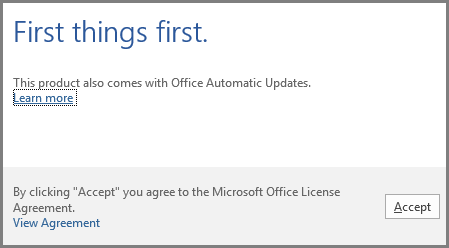 First things first.
This product also comes with Office Automatic Updates.
Learn more
By clicking "Accept" you agree to the Microsoft Office License
Agreement.
View Agreement
Accept